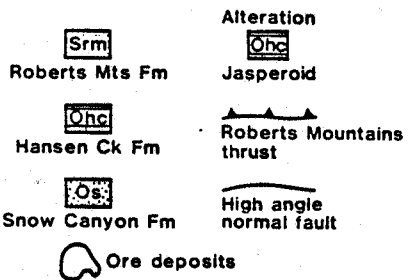 Srm
Roberts Mts Fm
Ohc
Hansen Ck Fm
Os
Snow Canyon Fm
Ore deposits
Alteration
Ohc
Jasperoid
Roberts Mountains
thrust
High angle
normal fault